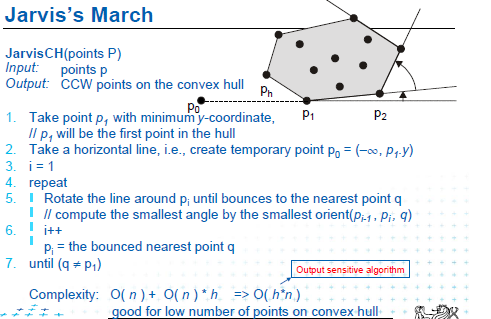 Jarvis's March
JarvisCH(points P)
Input: points p
Output: CCW points on the convex hull
ph
p0
p1
p2
1. Take point p1 with minimum y-coordinate,
// p1 will be the first point in the hull
2. Take a horizontal line, i.e., create temporary point p0 = (-∞, p1.y)
3. i = 1
4. repeat
5. Rotate the line around pi until bounces to the nearest point q
// compute the smallest angle by the smallest orient(pi-1, pi, q)
6. i++
pi = the bounced nearest point q
7. until (q ≠ p1)
Output sensitive algorithm
Complexity: O( n ) + O( n ) * h => O( h*n )
good for low number of points on convex hull